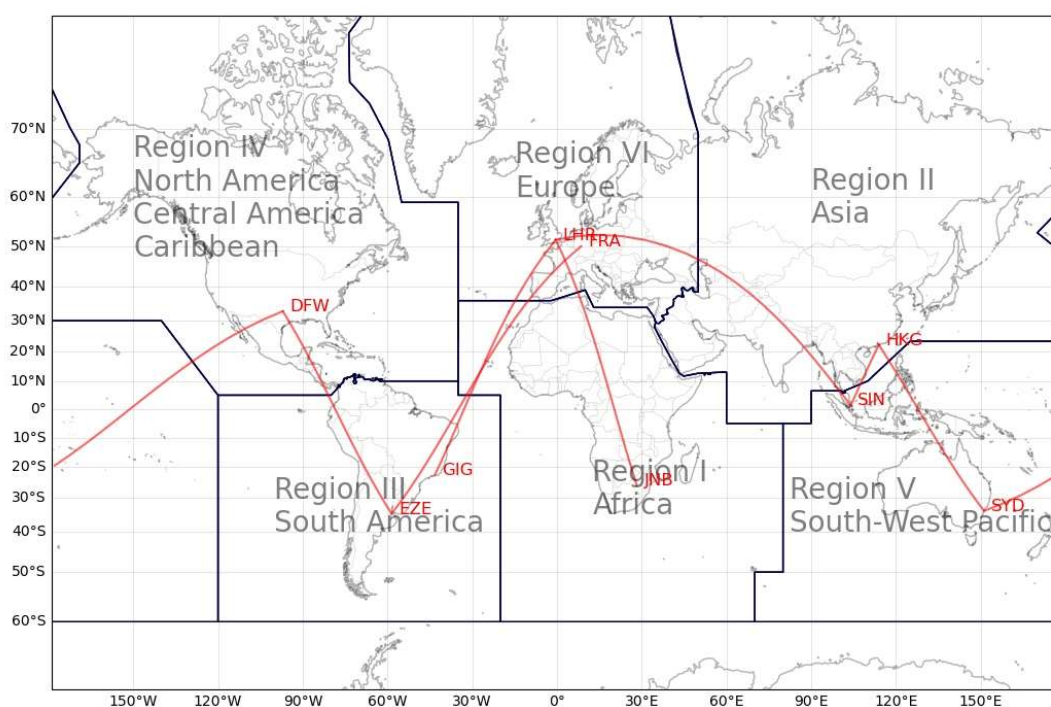 70°N
Region IV
North America
Central America
Caribbean
Region VI
Europe
Region II
Asia
60°N
50°N
LHR
FRA
40°N
DFW
30°N
HKG
20°N
10°N
SIN
0°
10°S
20°S
GIG
Region I
Africa
JNB
30°S
Region III
South America
EZE
Region V
South-West Pacific
SYD
40°S
50°S
60°S
150°W
120°W
90°W
60°W
30°W
0°
30°E
60°E
90°E
120°E
150°E